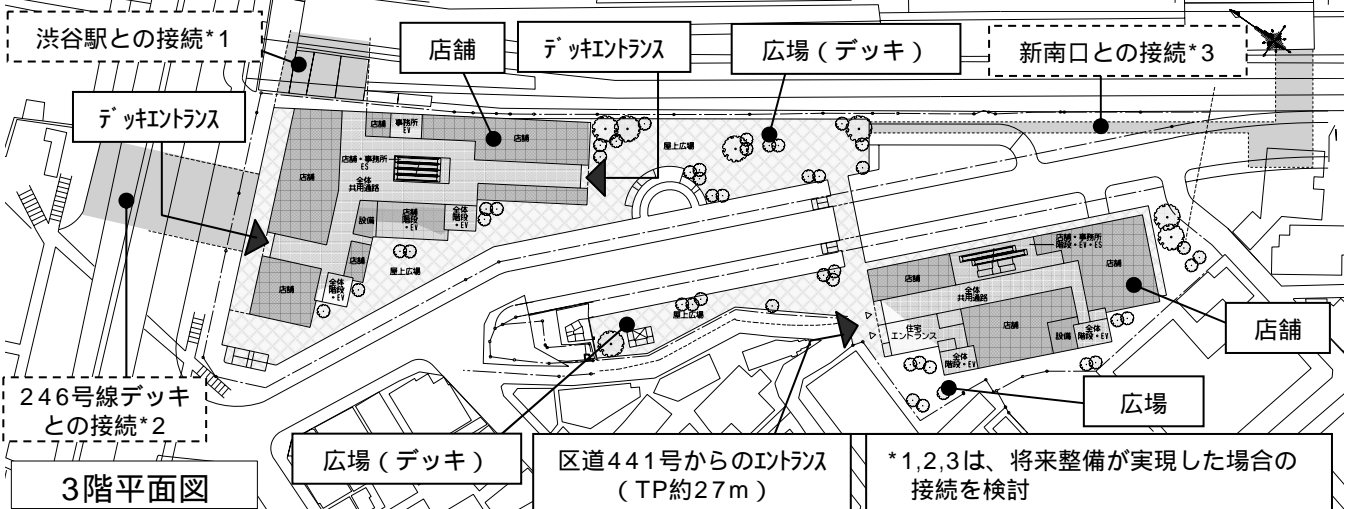 渋谷駅との接続*1
店舗
ﾃﾞｯｷエントランス
広場（デッキ）
新南口との接続*3
ﾃﾞｯｷエントランス
店舗
事務所
EV
店舗
店舗・事務所
ES
全体
共用通路
店舗
屋上広場
設備
店舗
階段・EV
全体
階段・EV
店舗
屋上広場
店舗
全体
階段・EV
店舗・事務所
階段・EV・ES
店舗
店舗
全体
共用通路
屋上広場
住宅
エントランス
店舗
設備
全体
階段・EV
全体
階段・EV
店舗
広場
246号線デッキ
との接続*2
広場（デッキ）
区道441号からのｴﾝﾄﾗﾝｽ
（TP約27m）
*1,2,3は、将来整備が実現した場合の
接続を検討
3階平面図